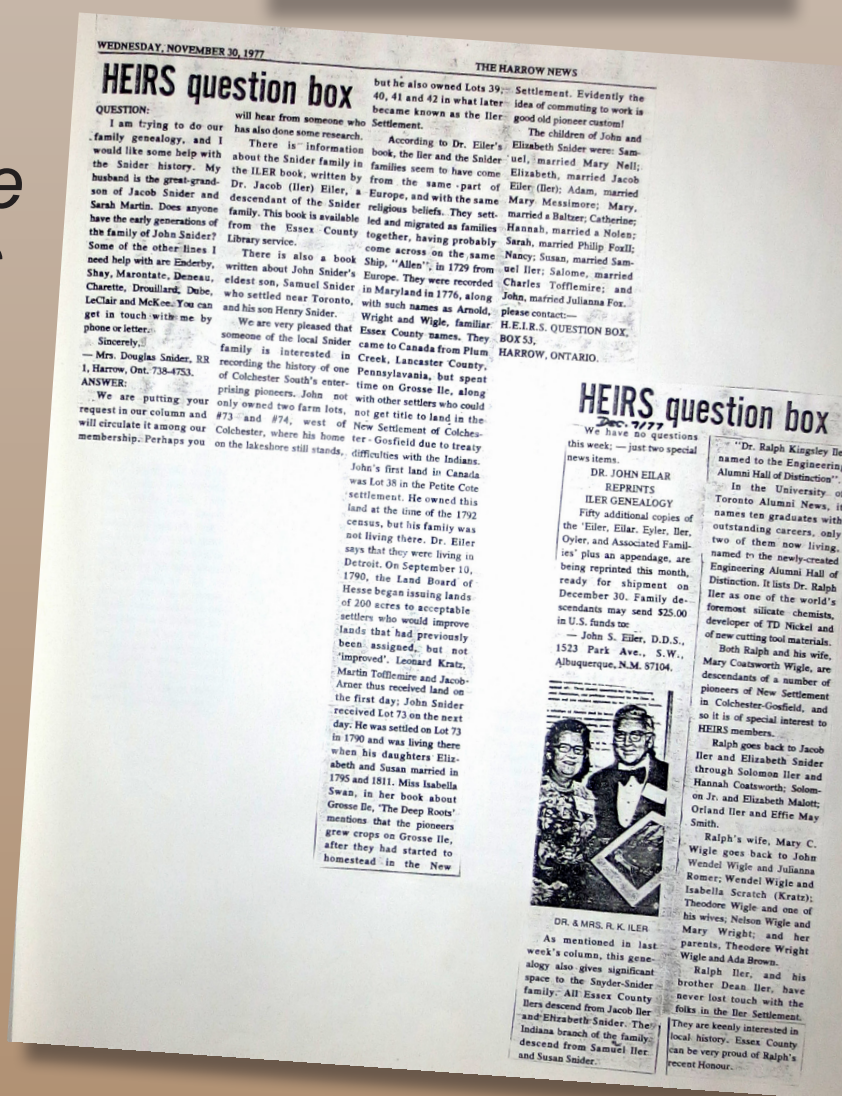 WEDNESDAY, NOVEMBER 30, 1977
THE HARROW NEWS
HEIRS question box
QUESTION:
I am trying to do our
family genealogy, and I
would like some help with
the Snider history. My
husband is the great-grand-
son of Jacob Snider and
Sarah Martin. Does anyone
have the early generations of
the family of John Snider?
Some of the other lines I
need help with are Enderby,
Shay, Marontate, Deneau,
Charette, Drouillard, Dube,
LeClair and McKee. You can
get in touch with me by
phone or letter.
Sincerely,
— Mrs. Douglas Snider, RR
1, Harrow, Ont. 738-4753.
ANSWER:
We are putting your
request in our column and
will circulate it among our
membership. Perhaps you
will hear from someone who
has also done some research.
There is information
about the Snider family in
the ILER book, written by
Dr. Jacob (Iler) Eiler, a
descendant of the Snider
family. This book is available
from the Essex County
Library service.
There is also a book
written about John Snider's
eldest son, Samuel Snider
who settled near Toronto,
and his son Henry Snider.
We are very pleased that
someone of the local Snider
family is interested in
recording the history of one
of Colchester South's enter-
prising pioneers. John not
only owned two farm lots,
#73 and #74, west of
Colchester, where his home
on the lakeshore still stands,
but he also owned Lots 39,
40, 41 and 42 in what later
became known as the Iler
Settlement.
According to Dr. Eiler's
book, the Iler and the Snider
families seem to have come
from the same part of
Europe, and with the same
religious beliefs. They sett-
led and migrated as families
together, having probably
come across on the same
Ship, "Allen", in 1729 from
Europe. They were recorded
in Maryland in 1776, along
with such names as Arnold,
Wright and Wigle, familiar
Essex County names. They
came to Canada from Plum
Creek, Lancaster County,
Pennsylavania, but spent
time on Grosse Ile, along
with other settlers who could
not get title to land in the
New Settlement of Colches-
ter - Gosfield due to treaty
difficulties with the Indians.
John's first land in Canada
was Lot 38 in the Petite Cote
settlement. He owned this
land at the time of the 1792
census, but his family was
not living there. Dr. Eiler
says that they were living in
Detroit. On September 10,
1790, the Land Board of
Hesse began issuing lands
of 200 acres to acceptable
settlers who would improve
lands that had previously
been assigned, but not
'improved'. Leonard Kratz,
Martin Tofflemire and Jacob
Arner thus received land on
the first day; John Snider
received Lot 73 on the next
day. He was settled on Lot 73
in 1790 and was living there
when his daughters Eliz-
abeth and Susan married in
1795 and 1811. Miss Isabella
Swan, in her book about
Grosse Ile, 'The Deep Roots'
mentions that the pioneers
grew crops on Grosse Ile,
after they had started to
homestead in the New
Settlement. Evidently the
idea of commuting to work is
good old pioneer custom!
The children of John and
Elizabeth Snider were: Sam-
uel, married Mary Nell;
Elizabeth, married Jacob
Eiler (Iler); Adam, married
Mary Messimore; Mary,
married a Baltzer; Catherine;
Hannah, married a Nolen;
Sarah, married Philip Foxll;
Nancy; Susan, married Sam-
uel Iler; Salome, married
Charles Tofflemire; and
John, married Julianna Fox.
please contact:—
H.E.I.R.S. QUESTION BOX,
BOX 53,
HARROW, ONTARIO.
HEIRS question box
Dec. 7/77
We have no questions
this week; — just two special
news items.
DR. JOHN EILAR
REPRINTS
ILER GENEALOGY
Fifty additional copies of
the 'Eiler, Eilar, Eyler, Iler,
Oyler, and Associated Famil-
ies' plus an appendage, are
being reprinted this month,
ready for shipment on
December 30. Family de-
scendants may send $25.00
in U.S. funds to:
— John S. Eiler, D.D.S.,
1523 Park Ave., S.W.,
Albuquerque, N.M. 87104.
DR. & MRS. R. K. ILER
As mentioned in last
week's column, this gene-
alogy also gives significant
space to the Snyder-Snider
family. All Essex County
Ilers descend from Jacob Iler
and Elizabeth Snider. The
Indiana branch of the family
descend from Samuel Iler
and Susan Snider.
"Dr. Ralph Kingsley Ile
named to the Engineering
Alumni Hall of Distinction".
In the University of
Toronto Alumni News, it
names ten graduates with
outstanding careers, only
two of them now living,
named to the newly-created
Engineering Alumni Hall of
Distinction. It lists Dr. Ralph
Iler as one of the world's
foremost silicate chemists,
developer of TD Nickel and
of new cutting tool materials.
Both Ralph and his wife,
Mary Coatsworth Wigle, are
descendants of a number of
pioneers of New Settlement
in Colchester-Gosfield, and
so it is of special interest to
HEIRS members.
Ralph goes back to Jacob
Iler and Elizabeth Snider
through Solomon Iler and
Hannah Coatsworth; Solom-
on Jr. and Elizabeth Malott;
Orland Iler and Effie May
Smith.
Ralph's wife, Mary C.
Wigle goes back to John
Wendel Wigle and Julianna
Romer; Wendel Wigle and
Isabella Scratch (Kratz);
Theodore Wigle and one of
his wives; Nelson Wigle and
Mary Wright; and her
parents, Theodore Wright
Wigle and Ada Brown.
Ralph Iler, and his
brother Dean Iler, have
never lost touch with the
folks in the Iler Settlement.
They are keenly interested in
local history. Essex County
can be very proud of Ralph's
recent Honour.